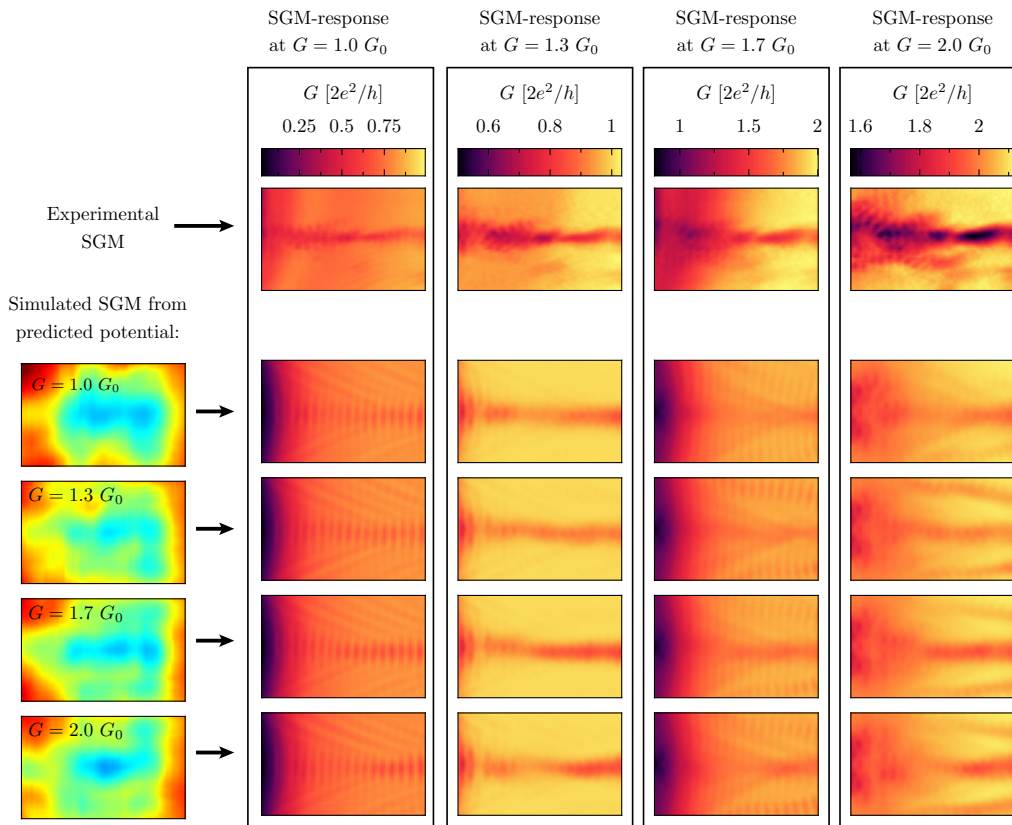 SGM-response
at G = 1.0 G₀
SGM-response
at G = 1.3 G₀
SGM-response
at G = 1.7 G₀
SGM-response
at G = 2.0 G₀
G [2e²/h]
0.25 0.5 0.75
0.6 0.8 1
G [2e²/h]
1 1.5 2
1.6 1.8 2
Experimental
SGM
Simulated SGM from
predicted potential:
G = 1.0 G₀
G = 1.3 G₀
G = 1.7 G₀
G = 2.0 G₀